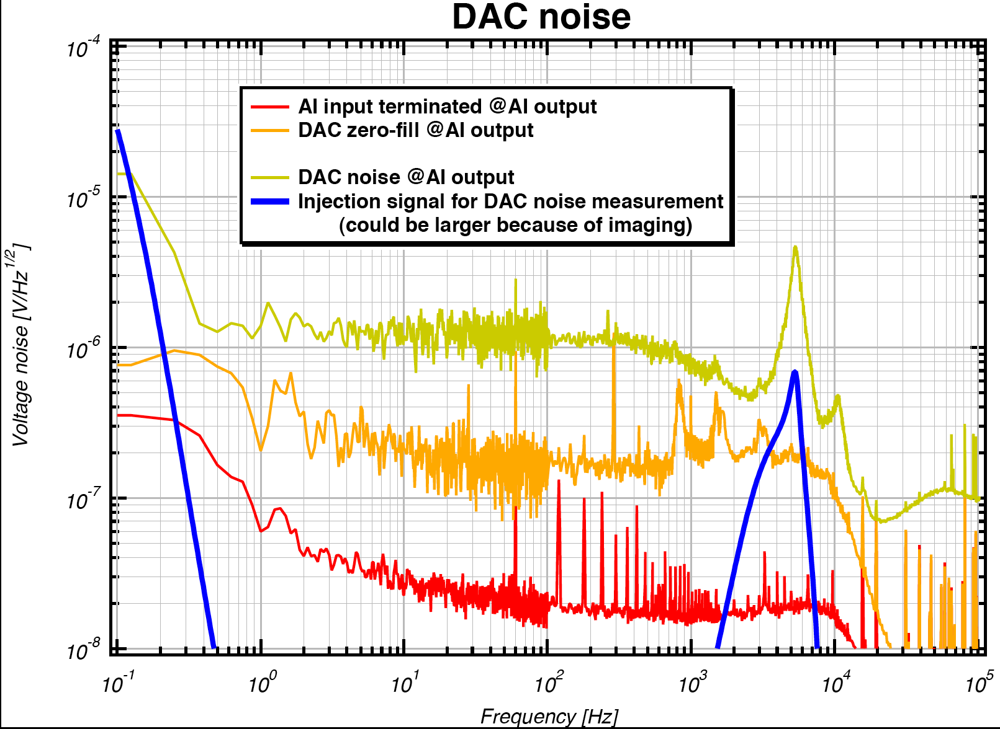 DAC noise
AI input terminated @AI output
DAC zero-fill @AI output
DAC noise @AI output
Injection signal for DAC noise measurement
(could be larger because of imaging)
Voltage noise [V/Hz^1/2]
10^-4
10^-5
10^-6
10^-7
10^-8
10^-1 10^0 10^1 10^2 10^3 10^4 10^5
Frequency [Hz]